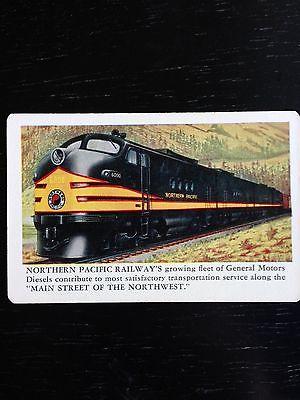 6000
NORTHERN PACIFIC
NORTHERN PACIFIC RAILWAY'S growing fleet of General Motors
Diesels contribute to most satisfactory transportation service along the
"MAIN STREET OF THE NORTHWEST."